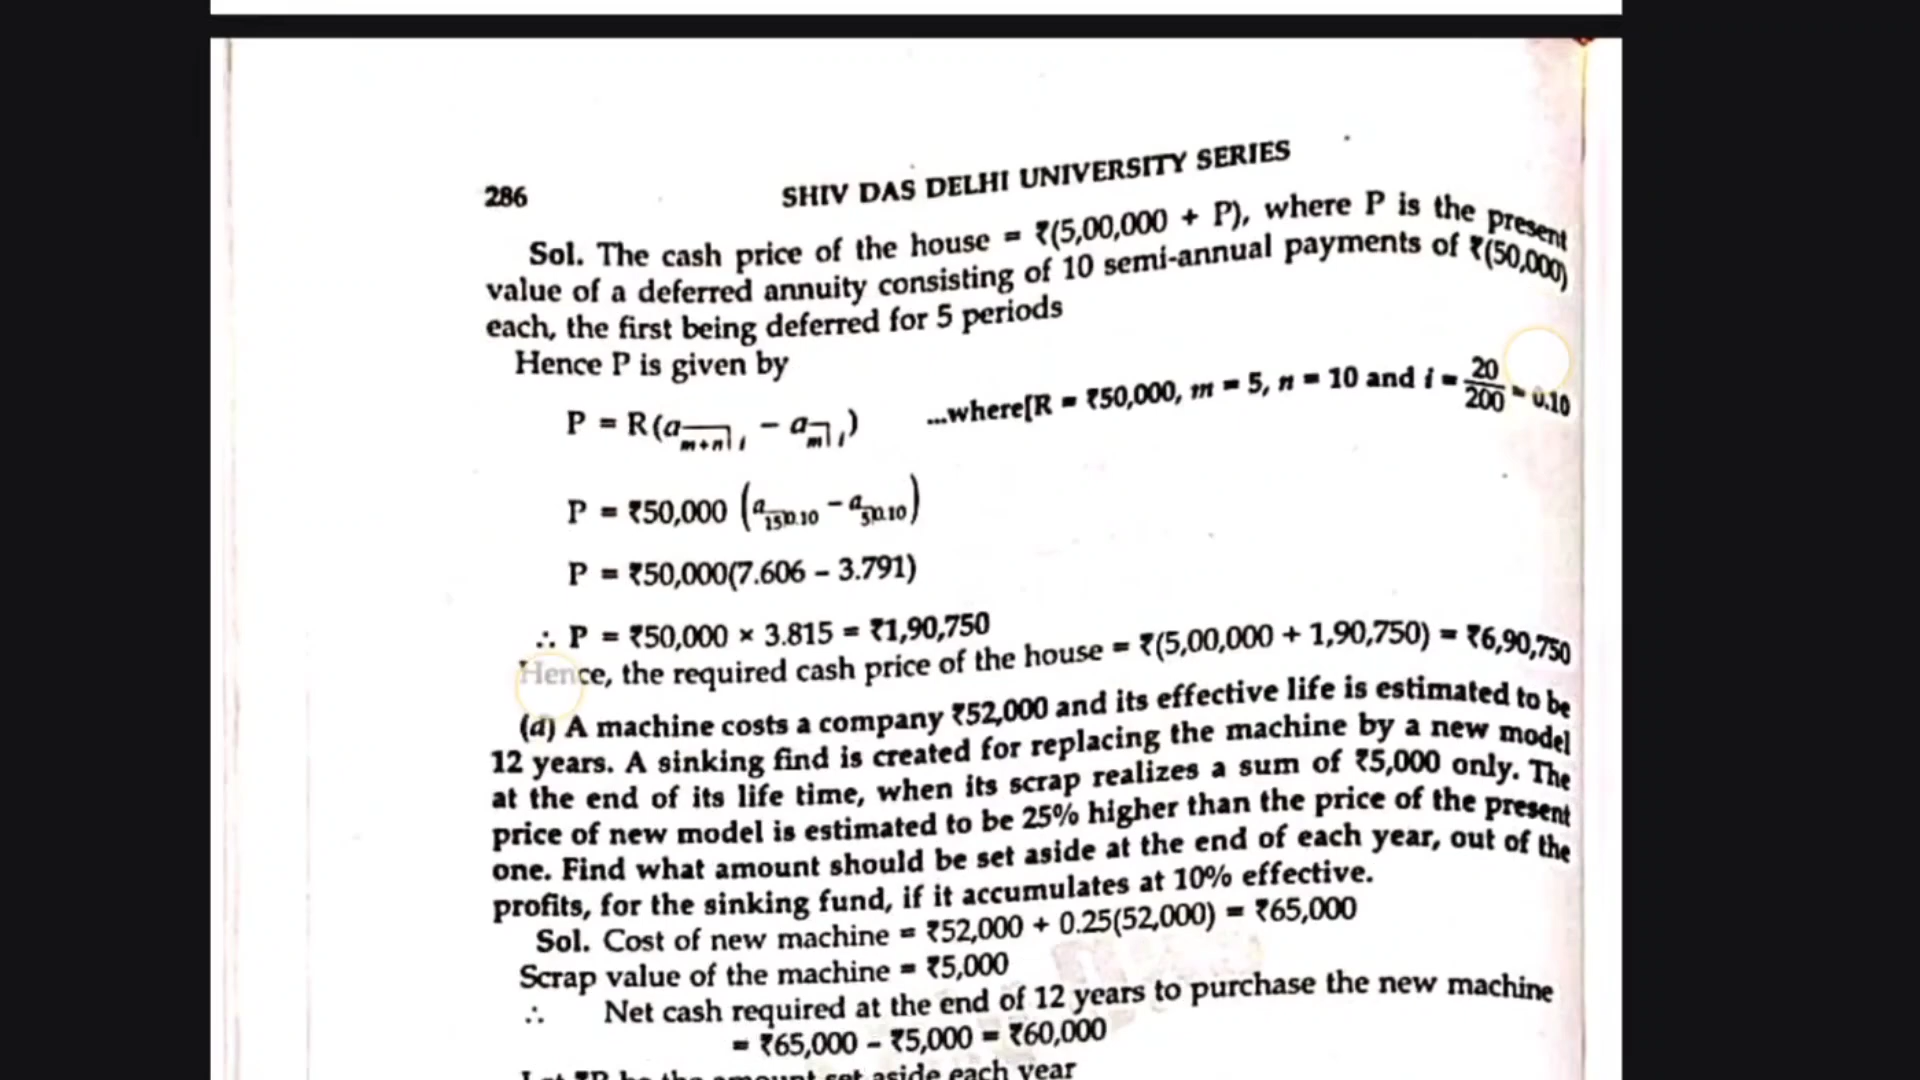 286
SHIV DAS DELHI UNIVERSITY SERIES
Sol. The cash price of the house = ₹(5,00,000 + P), where P is the present
value of a deferred annuity consisting of 10 semi-annual payments of ₹(50,000)
each, the first being deferred for 5 periods
Hence P is given by
P = R(a_{m+n|i} − a_{m|i}) ...where[R = ₹50,000, m = 5, n = 10 and i = 20/200 = 0.10
P = ₹50,000 (a_{15|0.10} − a_{5|0.10})
P = ₹50,000(7.606 − 3.791)
∴ P = ₹50,000 × 3.815 = ₹1,90,750
Hence, the required cash price of the house = ₹(5,00,000 + 1,90,750) = ₹6,90,750
(d) A machine costs a company ₹52,000 and its effective life is estimated to be
12 years. A sinking find is created for replacing the machine by a new model
at the end of its life time, when its scrap realizes a sum of ₹5,000 only. The
price of new model is estimated to be 25% higher than the price of the present
one. Find what amount should be set aside at the end of each year, out of the
profits, for the sinking fund, if it accumulates at 10% effective.
Sol. Cost of new machine = ₹52,000 + 0.25(52,000) = ₹65,000
Scrap value of the machine = ₹5,000
∴ Net cash required at the end of 12 years to purchase the new machine
= ₹65,000 − ₹5,000 = ₹60,000
Let ₹R be the amount set aside each year